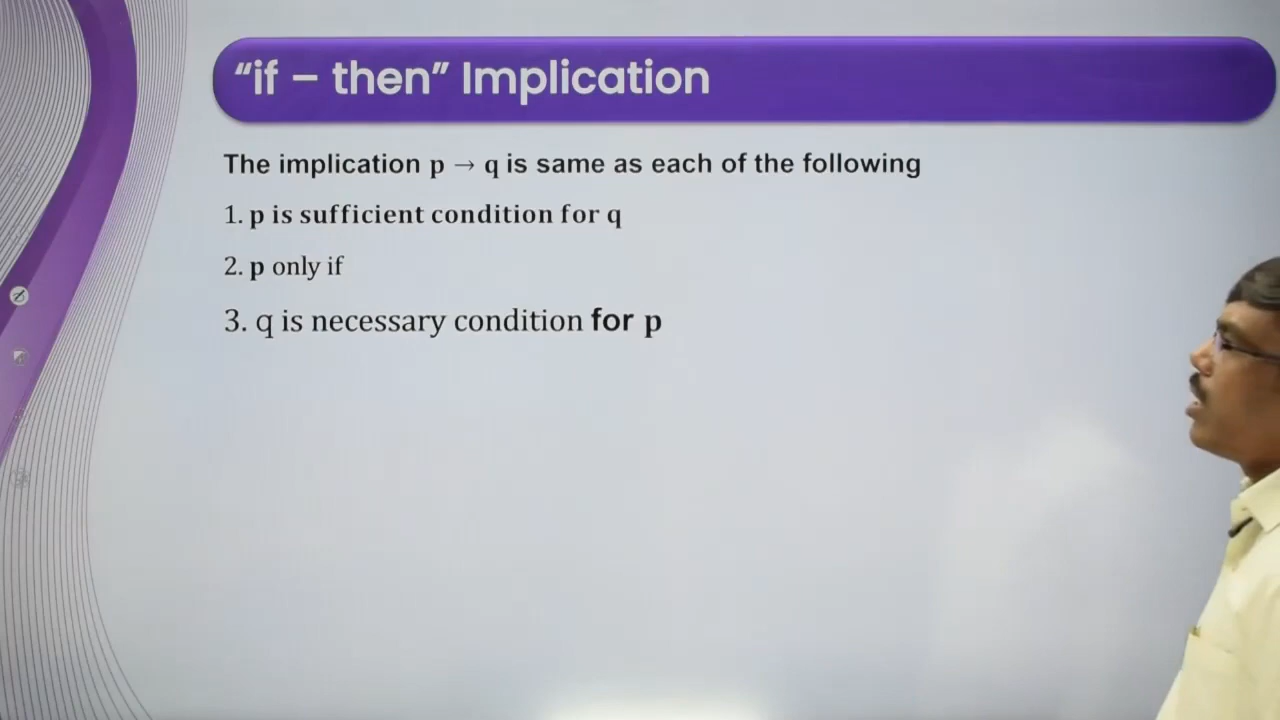 “if – then” Implication
The implication p → q is same as each of the following
1. p is sufficient condition for q
2. p only if
3. q is necessary condition for p